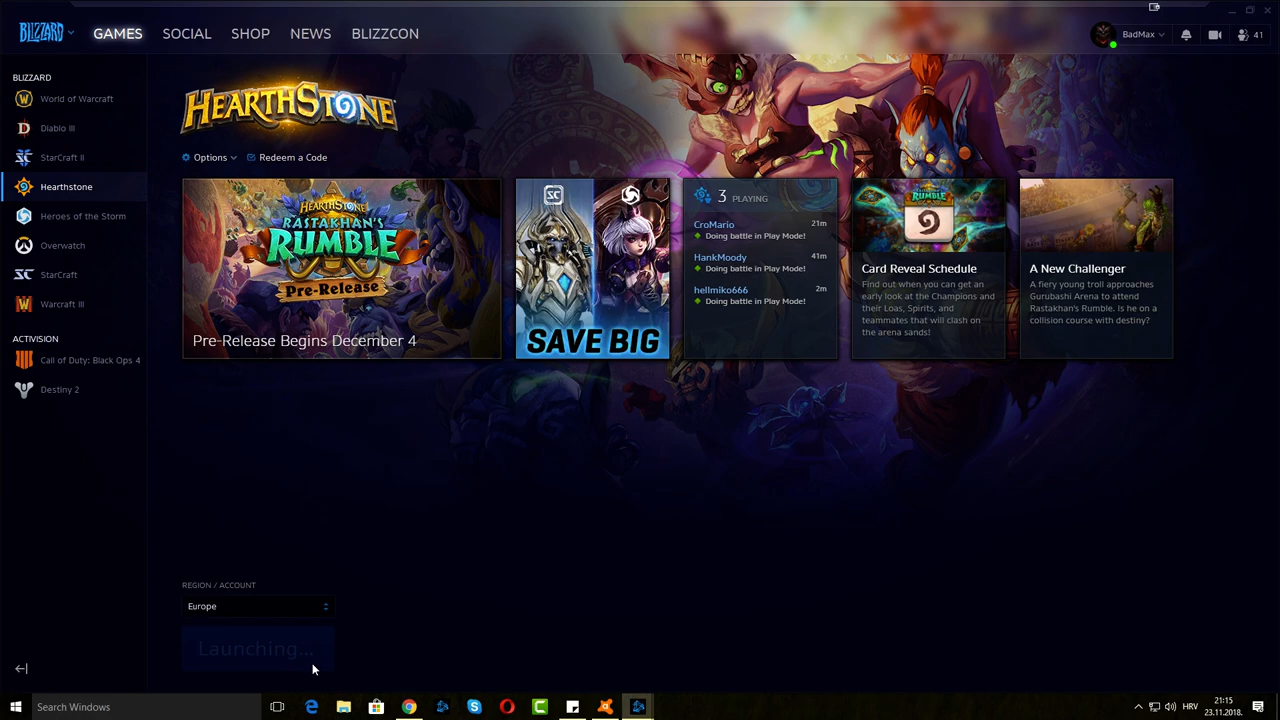 BLIZZARD
GAMES
SOCIAL
SHOP
NEWS
BLIZZCON
BadMax
41
BLIZZARD
World of Warcraft
Diablo III
StarCraft II
Hearthstone
Heroes of the Storm
Overwatch
StarCraft
Warcraft III
ACTIVISION
Call of Duty: Black Ops 4
Destiny 2
HEARTHSTONE
Options
Redeem a Code
HEARTHSTONE
RASTAKHAN'S
RUMBLE
Pre-Release
Pre-Release Begins December 4
SC
SAVE BIG
3 PLAYING
CroMario 21m
Doing battle in Play Mode!
HankMoody 41m
Doing battle in Play Mode!
hellmiko666 2m
Doing battle in Play Mode!
RUMBLE
Card Reveal Schedule
Find out when you can get an
early look at the Champions and
their Loas, Spirits, and
teammates that will clash on
the arena sands!
A New Challenger
A fiery young troll approaches
Gurubashi Arena to attend
Rastakhan's Rumble. Is he on a
collision course with destiny?
REGION / ACCOUNT
Europe
Launching...
Search Windows
HRV
21:15
23.11.2018.